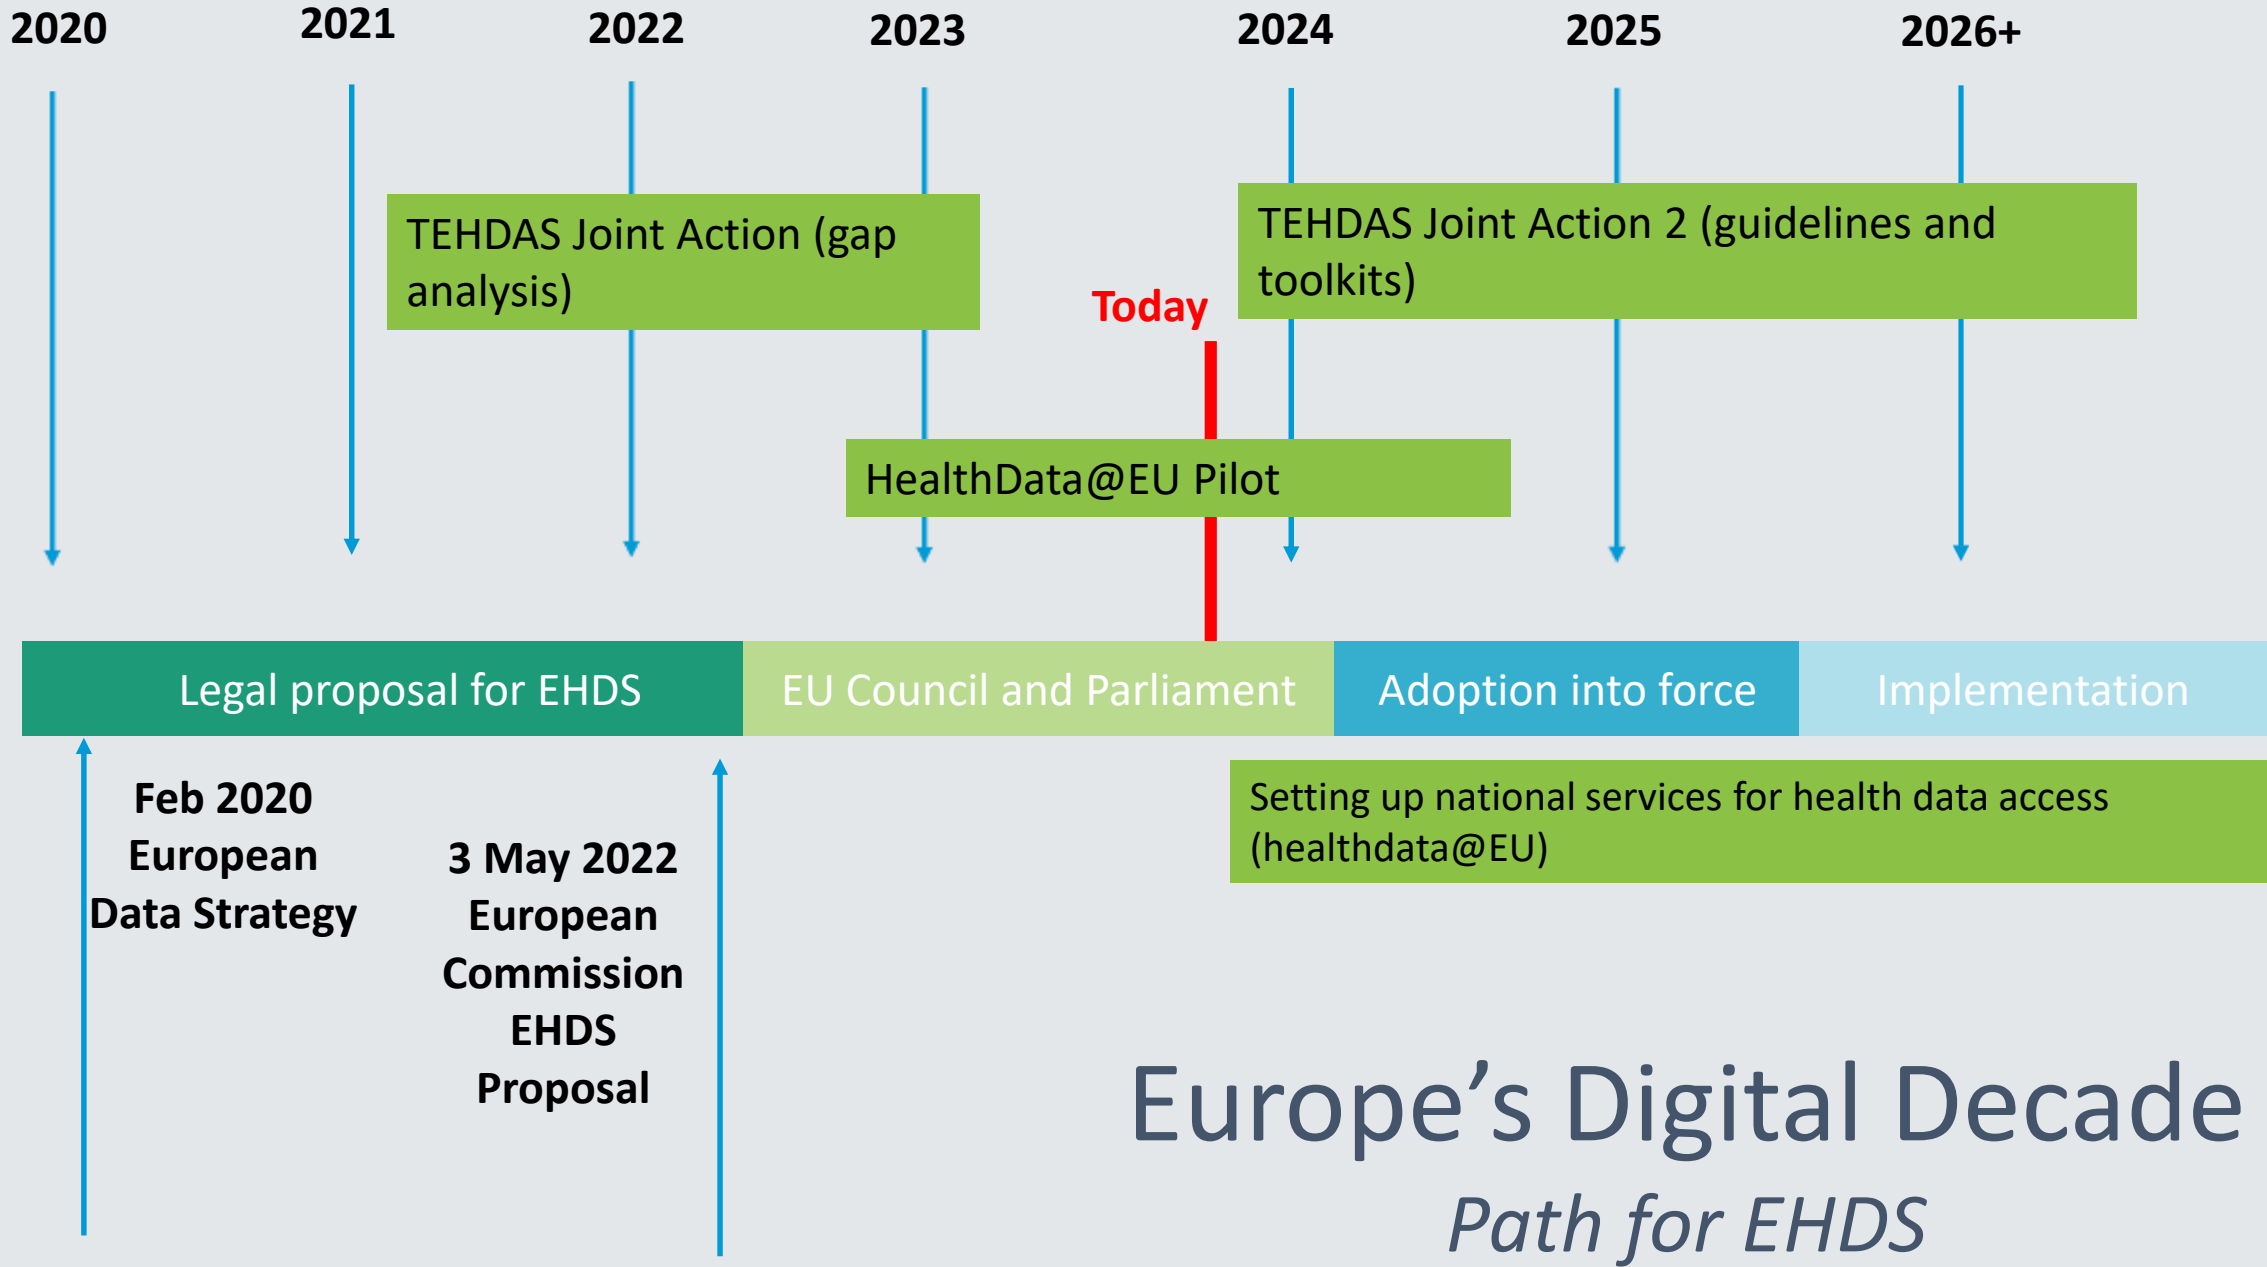 2020
2021
2022
2023
2024
2025
2026+
TEHDAS Joint Action (gap
analysis)
TEHDAS Joint Action 2 (guidelines and
toolkits)
Today
HealthData@EU Pilot
Legal proposal for EHDS
EU Council and Parliament
Adoption into force
Implementation
Feb 2020
European
Data Strategy
3 May 2022
European
Commission
EHDS
Proposal
Setting up national services for health data access
(healthdata@EU)
Europe’s Digital Decade
Path for EHDS